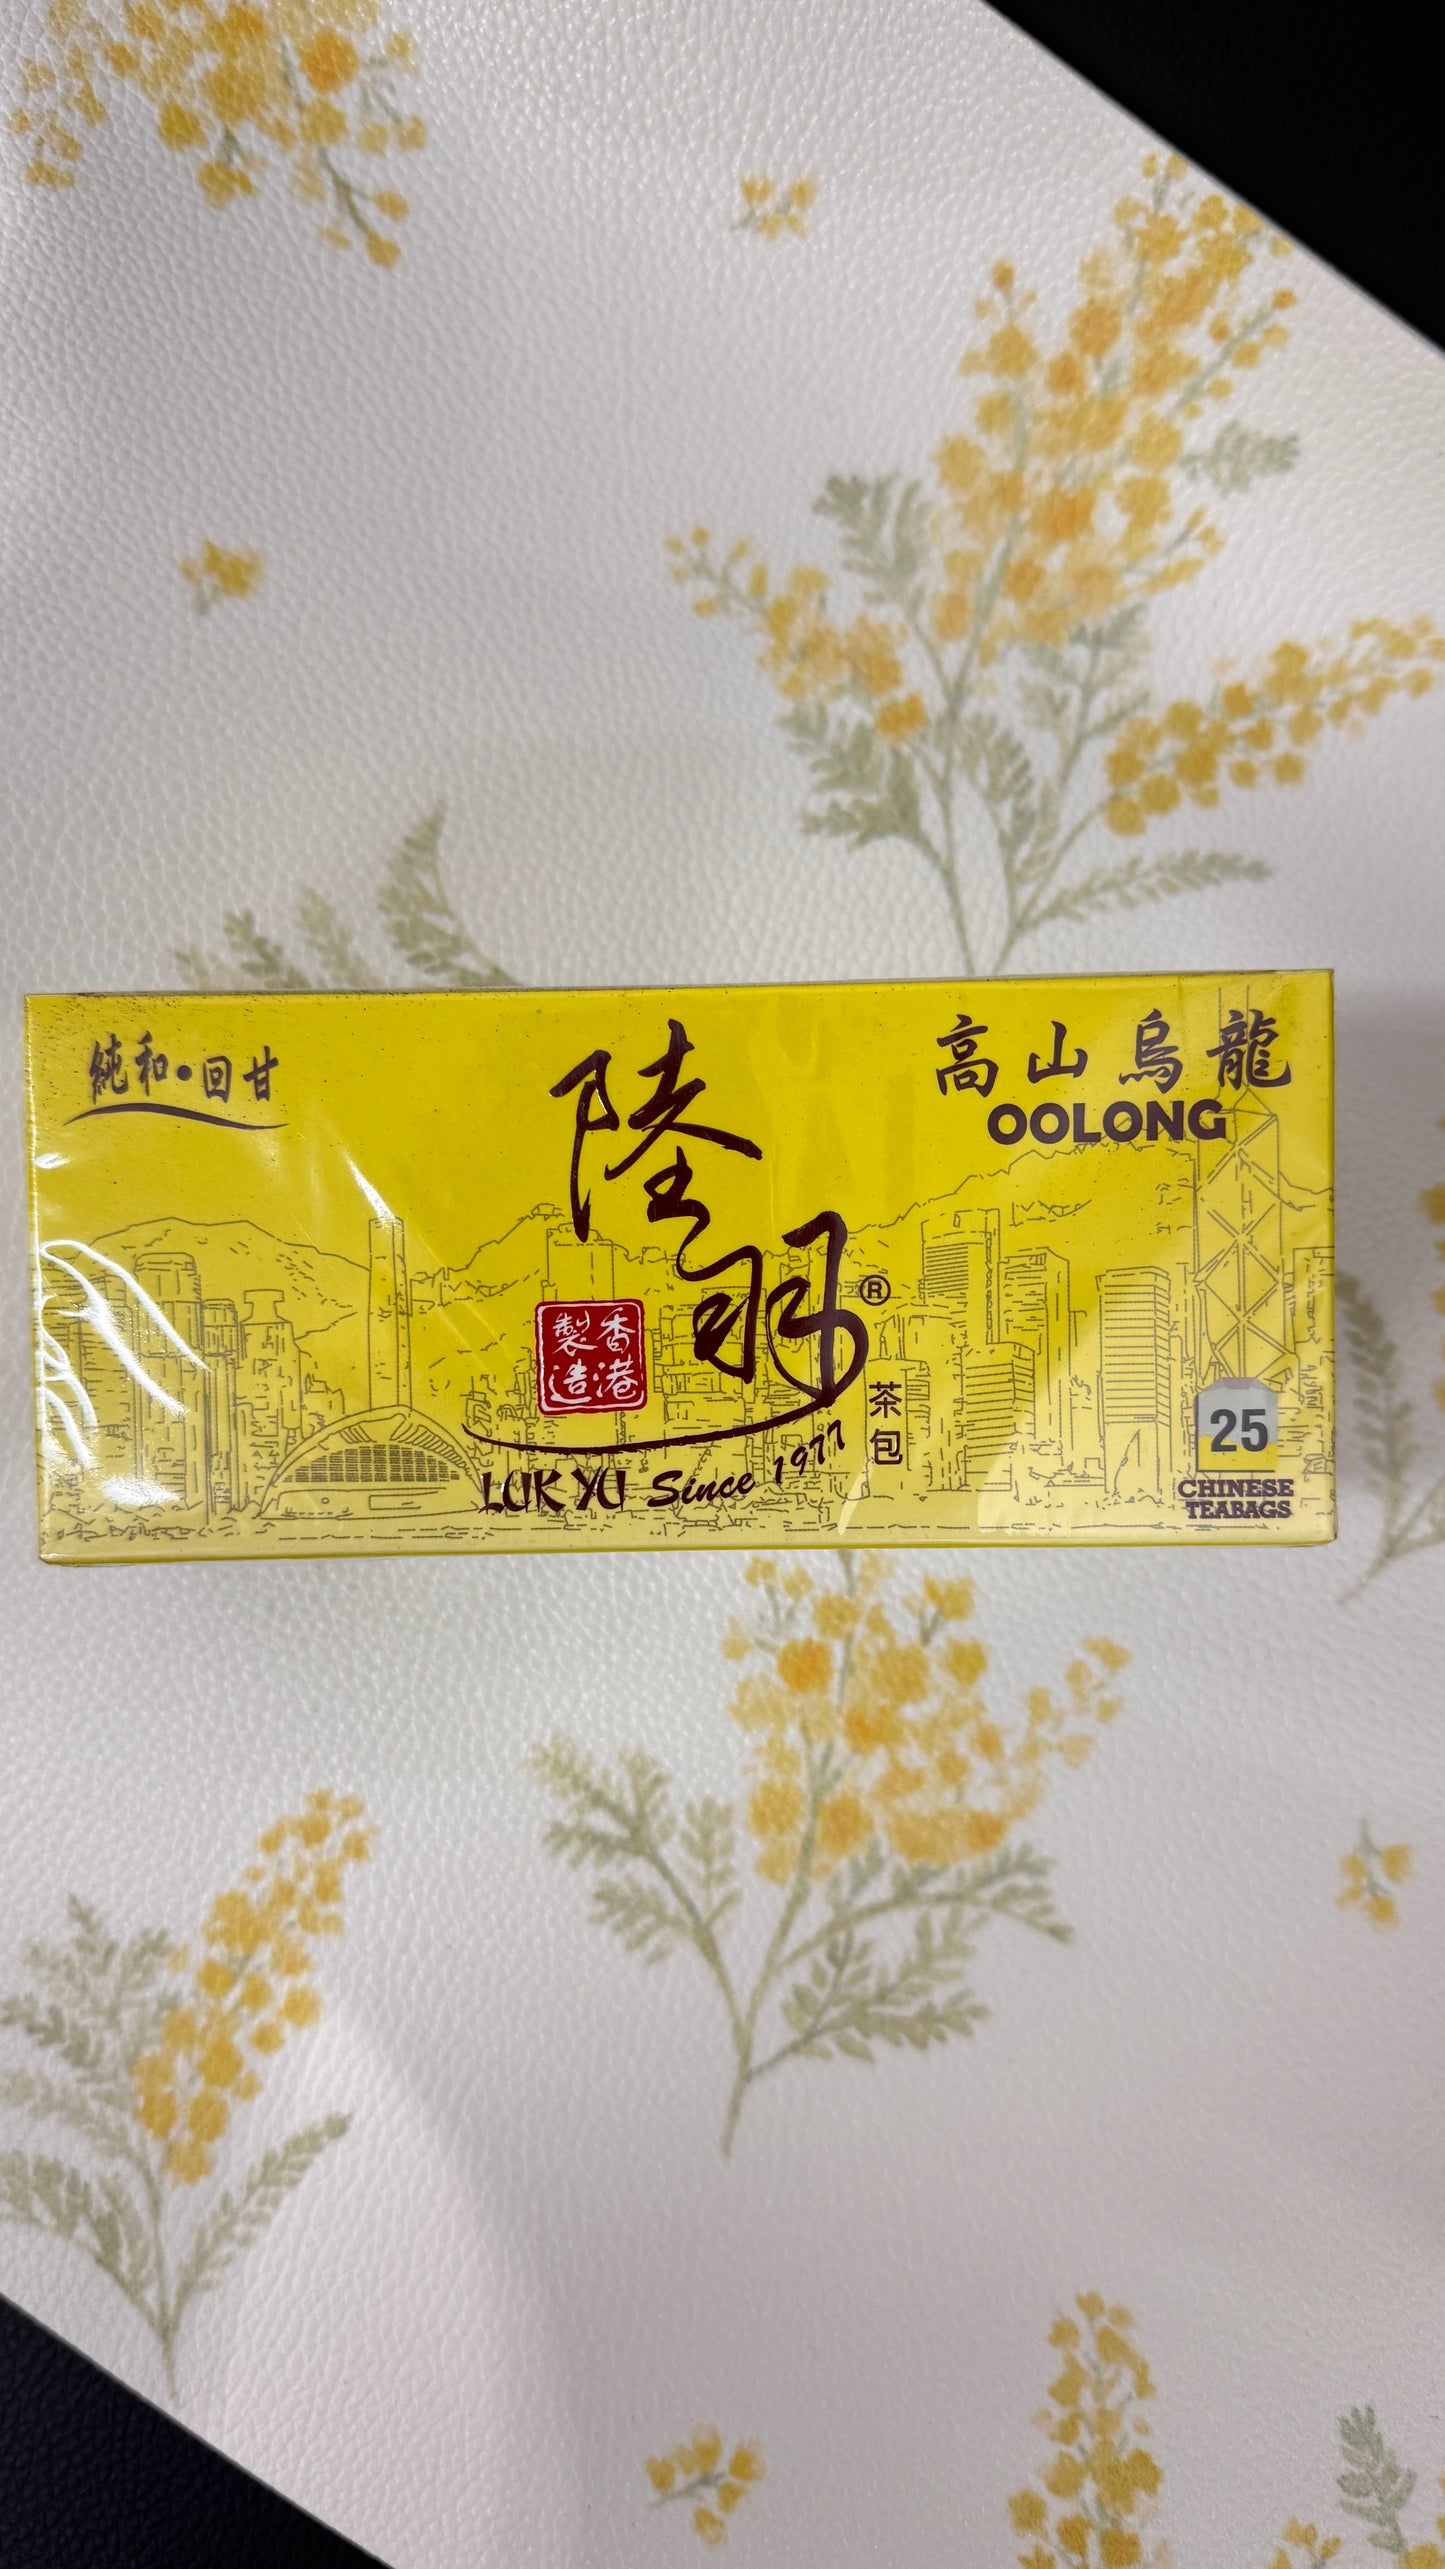 純和•回甘
陸羽®
茶包
香港
製造
LUK YU Since 1977
高山烏龍
OOLONG
25
CHINESE
TEABAGS